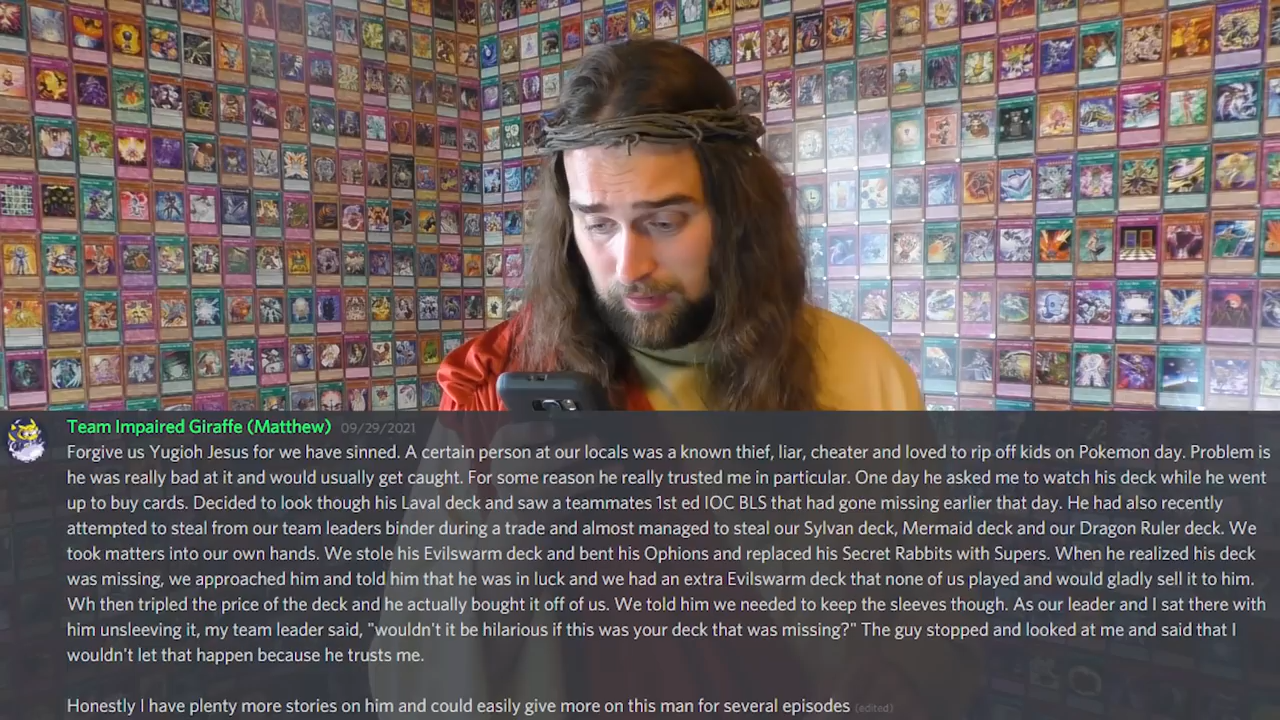 Team Impaired Giraffe (Matthew) 09/29/2021
Forgive us Yugioh Jesus for we have sinned. A certain person at our locals was a known thief, liar, cheater and loved to rip off kids on Pokemon day. Problem is
he was really bad at it and would usually get caught. For some reason he really trusted me in particular. One day he asked me to watch his deck while he went
up to buy cards. Decided to look though his Laval deck and saw a teammates 1st ed IOC BLS that had gone missing earlier that day. He had also recently
attempted to steal from our team leaders binder during a trade and almost managed to steal our Sylvan deck, Mermaid deck and our Dragon Ruler deck. We
took matters into our own hands. We stole his Evilswarm deck and bent his Ophions and replaced his Secret Rabbits with Supers. When he realized his deck
was missing, we approached him and told him that he was in luck and we had an extra Evilswarm deck that none of us played and would gladly sell it to him.
Wh then tripled the price of the deck and he actually bought it off of us. We told him we needed to keep the sleeves though. As our leader and I sat there with
him unsleeving it, my team leader said, "wouldn't it be hilarious if this was your deck that was missing?" The guy stopped and looked at me and said that I
wouldn't let that happen because he trusts me.
Honestly I have plenty more stories on him and could easily give more on this man for several episodes (edited)